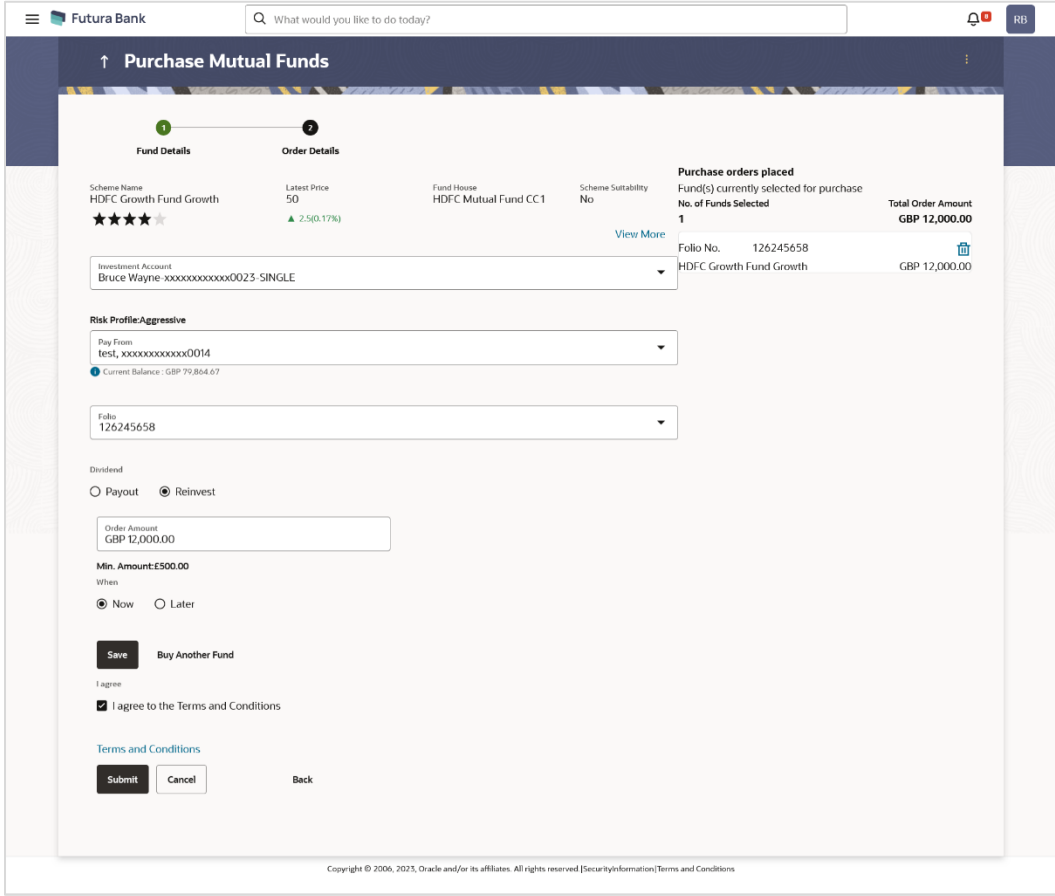 Futura Bank
What would you like to do today?
8
RB
Purchase Mutual Funds
1
2
Fund Details
Order Details
Scheme Name
HDFC Growth Fund Growth
Latest Price
50
2.5(0.17%)
Fund House
HDFC Mutual Fund CC1
Scheme Suitability
No
View More
Investment Account
Bruce Wayne-xxxxxxxxxxxx0023-SINGLE
Risk Profile:Aggressive
Pay From
test, xxxxxxxxxxxx0014
Current Balance : GBP 79,864.67
Folio
126245658
Dividend
Payout Reinvest
Order Amount
GBP 12,000.00
Min. Amount:£500.00
When
Now Later
Save Buy Another Fund
I agree
I agree to the Terms and Conditions
Terms and Conditions
Submit Cancel Back
Purchase orders placed
Fund(s) currently selected for purchase
No. of Funds Selected Total Order Amount
1 GBP 12,000.00
Folio No. 126245658
HDFC Growth Fund Growth GBP 12,000.00
Copyright © 2006, 2023, Oracle and/or its affiliates. All rights reserved.|SecurityInformation|Terms and Conditions